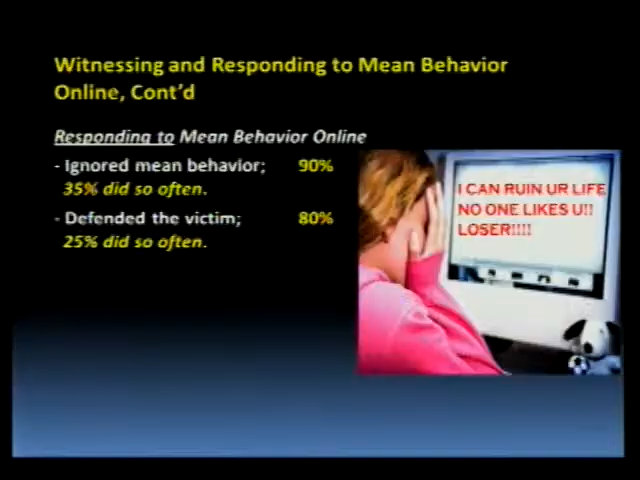 Witnessing and Responding to Mean Behavior
Online, Cont'd
Responding to Mean Behavior Online
- Ignored mean behavior; 90%
35% did so often.
- Defended the victim; 80%
25% did so often.
I CAN RUIN UR LIFE
NO ONE LIKES U!!
LOSER!!!!